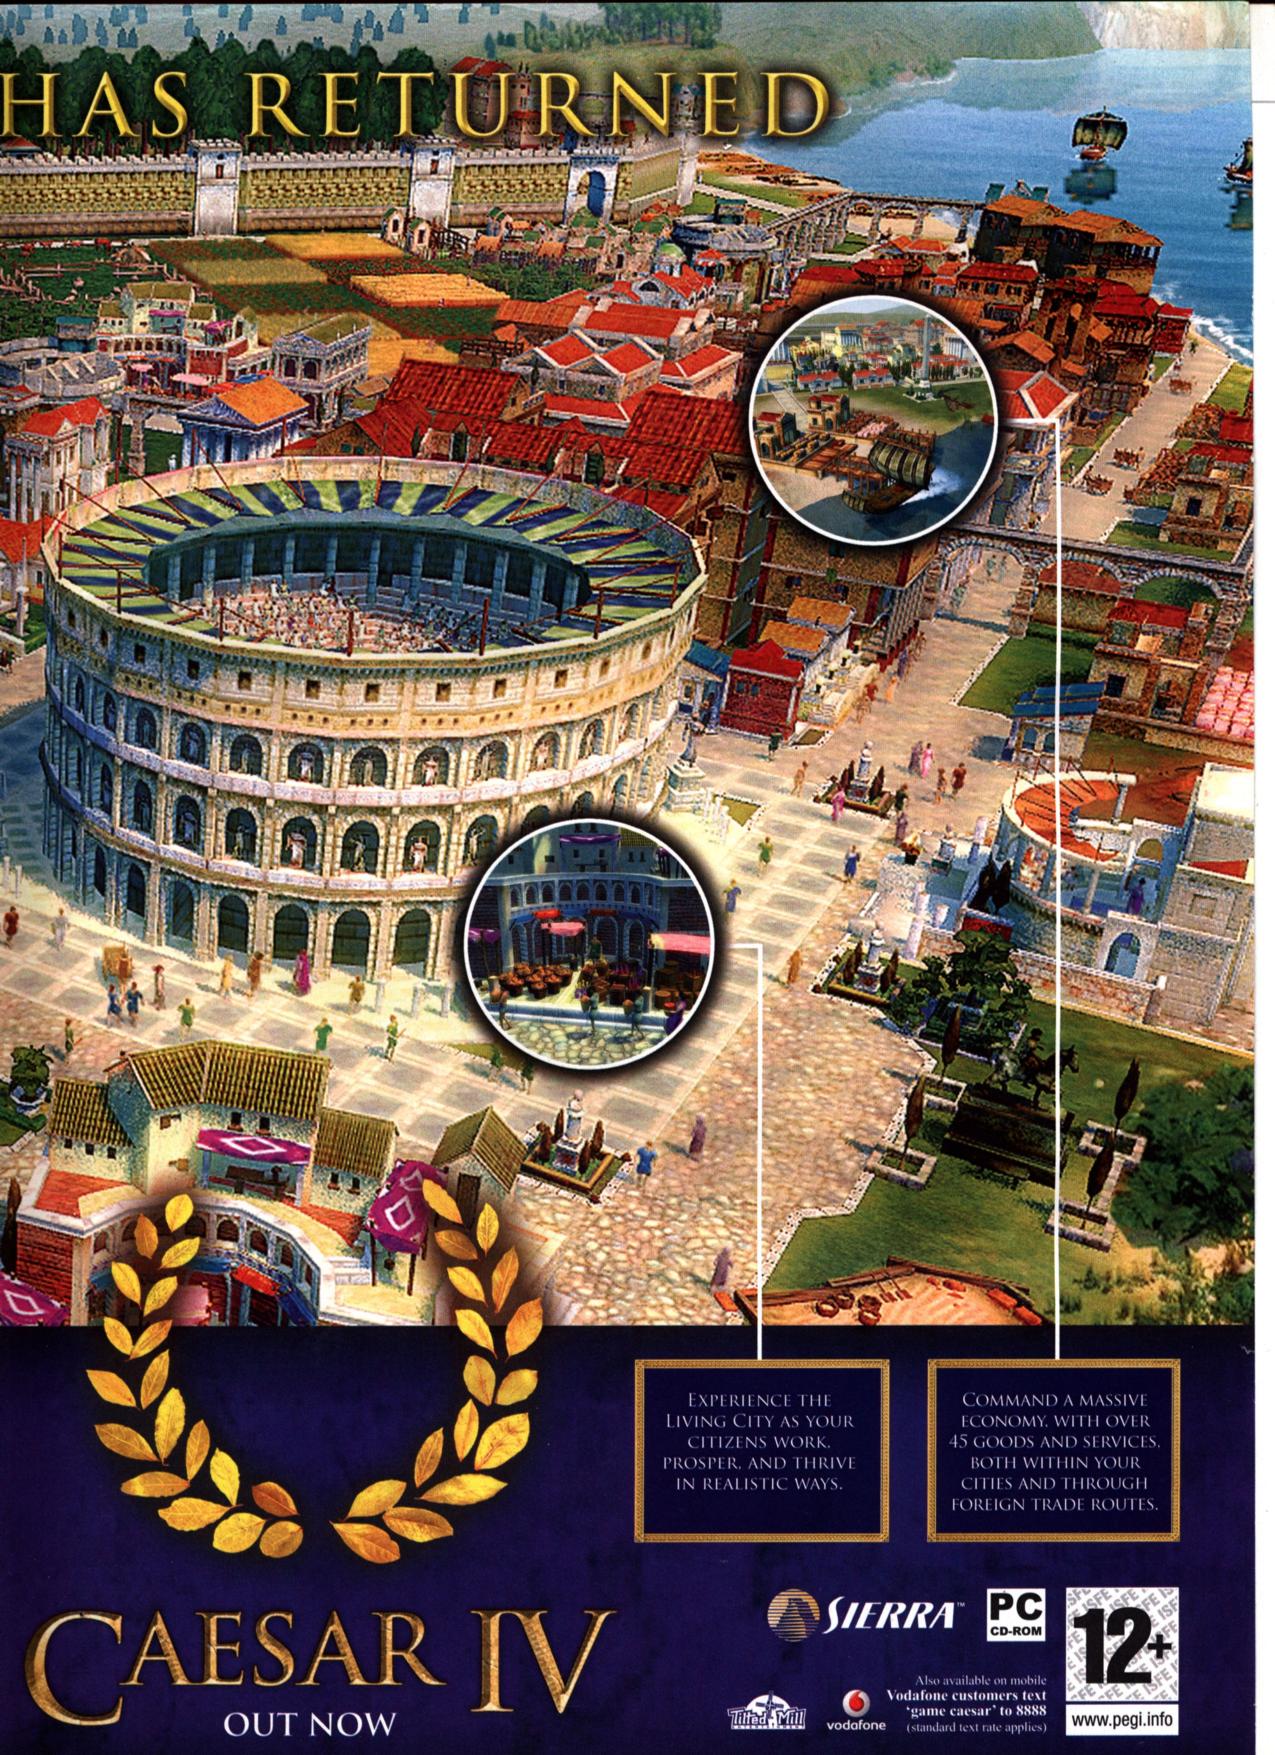 HAS RETURNED
EXPERIENCE THE
LIVING CITY AS YOUR
CITIZENS WORK,
PROSPER, AND THRIVE
IN REALISTIC WAYS.
COMMAND A MASSIVE
ECONOMY, WITH OVER
45 GOODS AND SERVICES,
BOTH WITHIN YOUR
CITIES AND THROUGH
FOREIGN TRADE ROUTES.
CAESAR IV
OUT NOW
SIERRA™
PC
CD-ROM
12+
ISFE
www.pegi.info
Tilted Mill
ENTERTAINMENT
vodafone
Also available on mobile
Vodafone customers text
'game caesar' to 8888
(standard text rate applies)